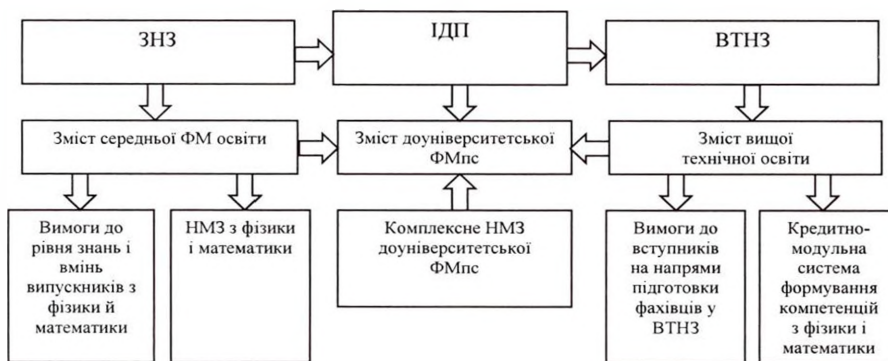 ЗНЗ
ІДП
ВТНЗ
Зміст середньої ФМ освіти
Зміст доуніверситетської
ФМпс
Зміст вищої
технічної освіти
Вимоги до
рівня знань і
вмінь
випускників з
фізики й
математики
НМЗ з фізики
і математики
Комплексне НМЗ
доуніверситетської
ФМпс
Вимоги до
вступників
на напрями
підготовки
фахівців у
ВТНЗ
Кредитно-
модульна
система
формування
компетенцій
з фізики і
математики